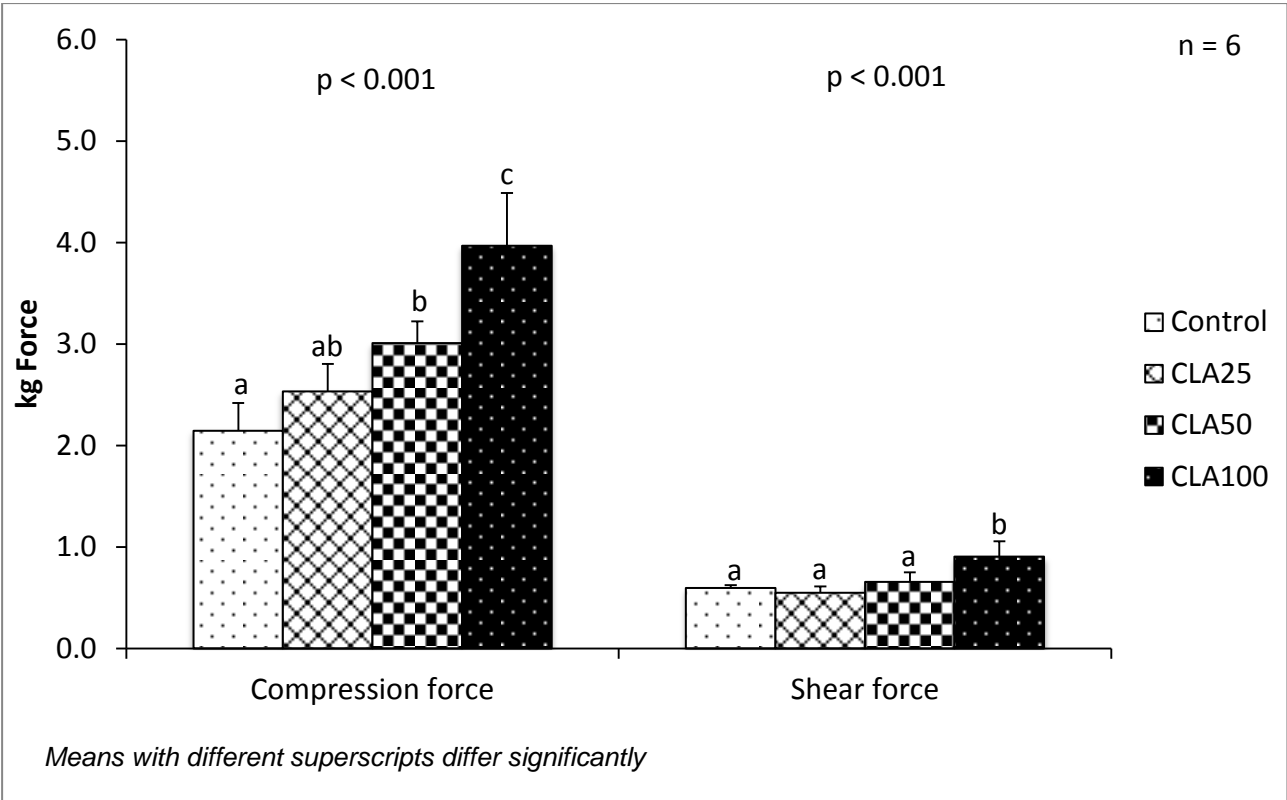 6.0
n = 6
p < 0.001
p < 0.001
5.0
c
4.0
b
ab
3.0
a
2.0
1.0
b
a
a
a
0.0
kg Force
Control
CLA25
CLA50
CLA100
Compression force
Shear force
Means with different superscripts differ significantly